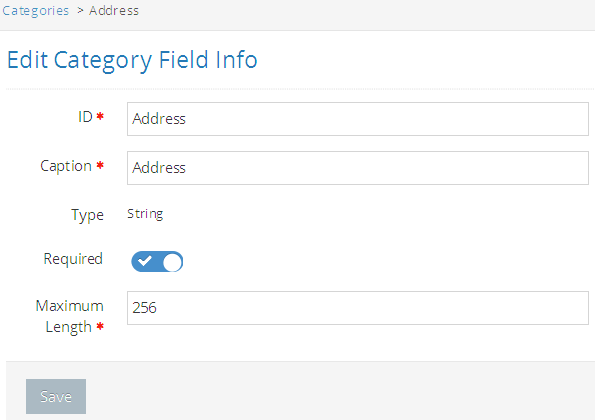 Categories > Address
Edit Category Field Info
ID * Address
Caption * Address
Type String
Required
Maximum
Length * 256
Save